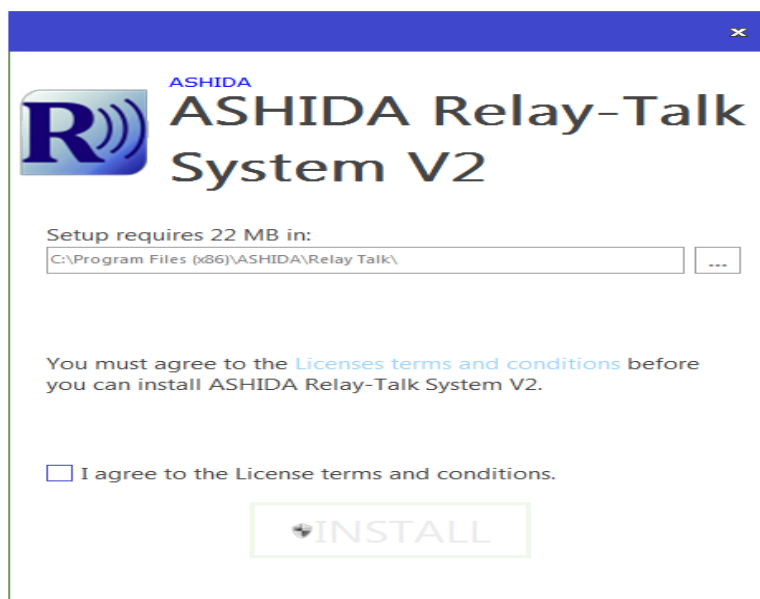 ASHIDA
R
ASHIDA Relay-Talk
System V2
Setup requires 22 MB in:
C:\Program Files (x86)\ASHIDA\Relay Talk\
...
You must agree to the Licenses terms and conditions before
you can install ASHIDA Relay-Talk System V2.
I agree to the License terms and conditions.
INSTALL